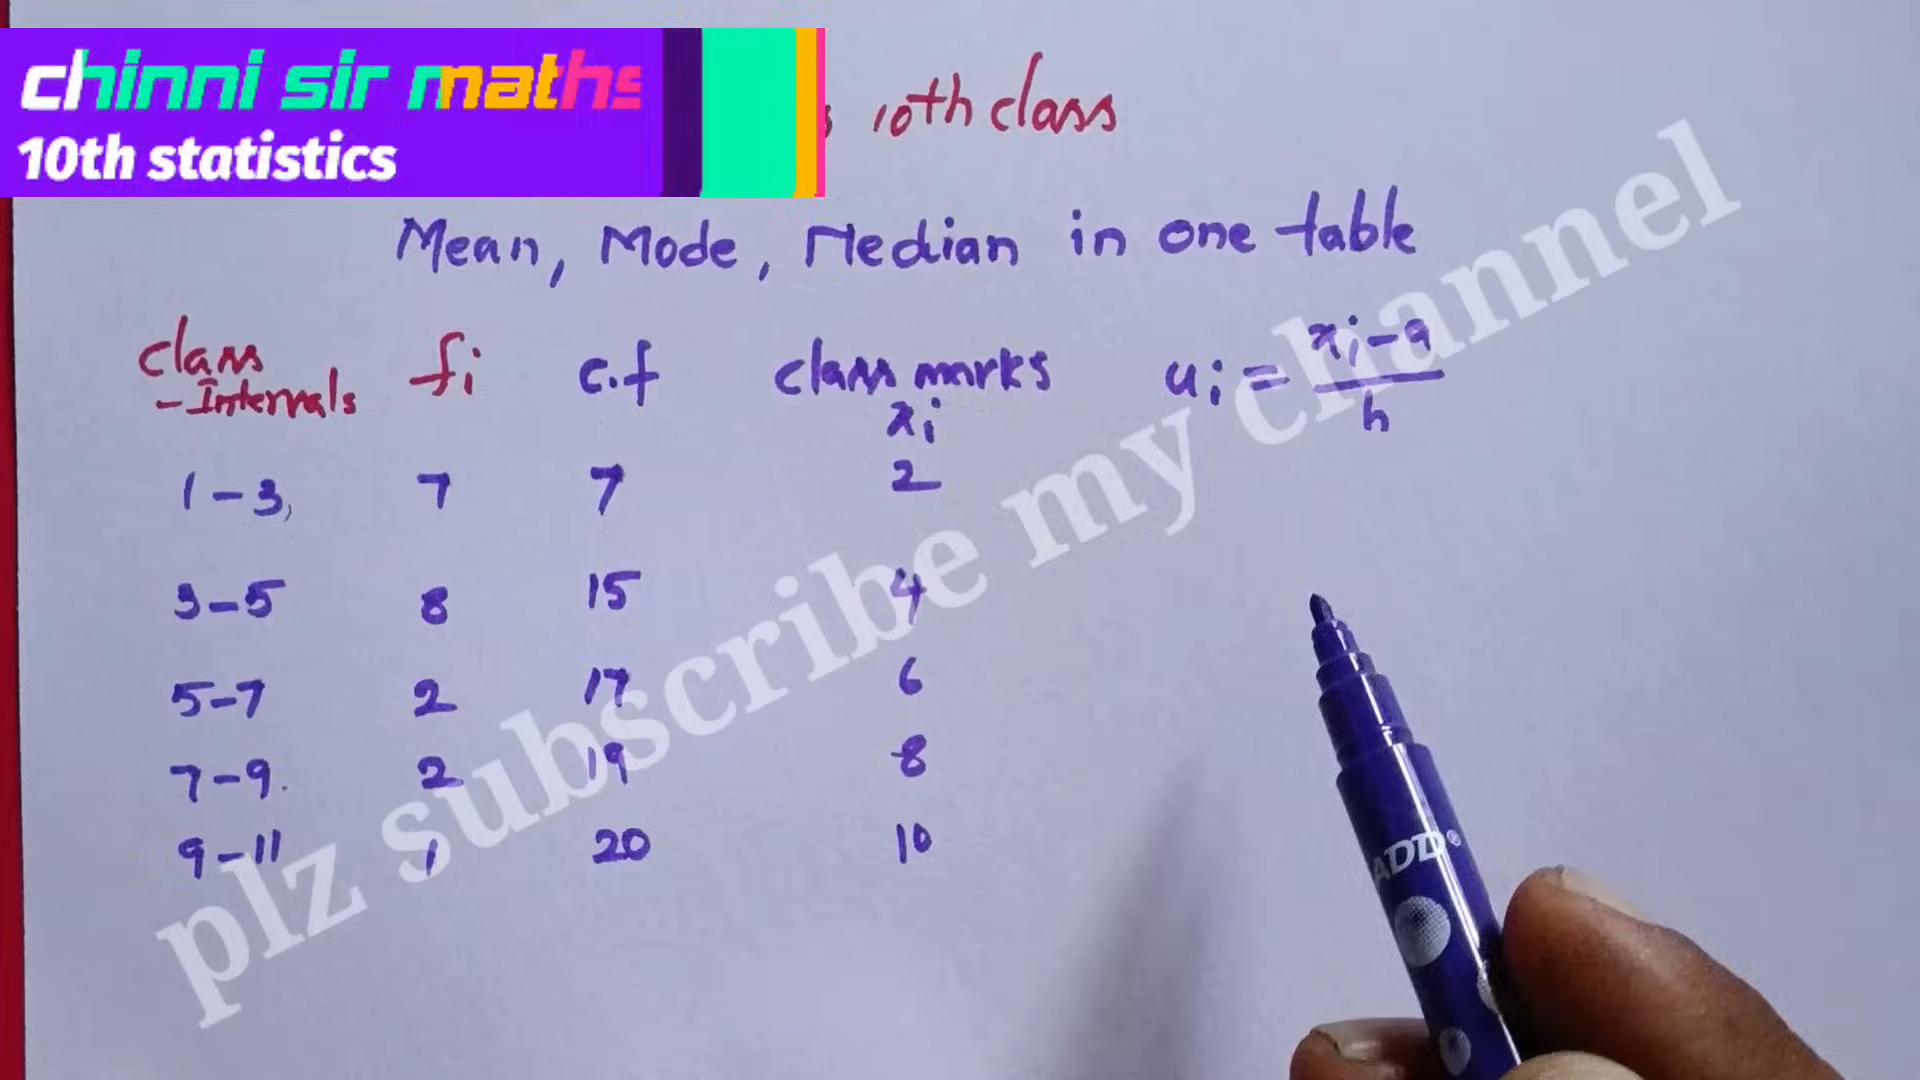 chinni sir maths
10th statistics
s 10th class
Mean, Mode, Median in one table
class - Intervals fi c.f class marks xi ui = xi-a / h
1-3 7 7 2
3-5 8 15 4
5-7 2 17 6
7-9 2 19 8
9-11 1 20 10
plz subscribe my channel
ADD